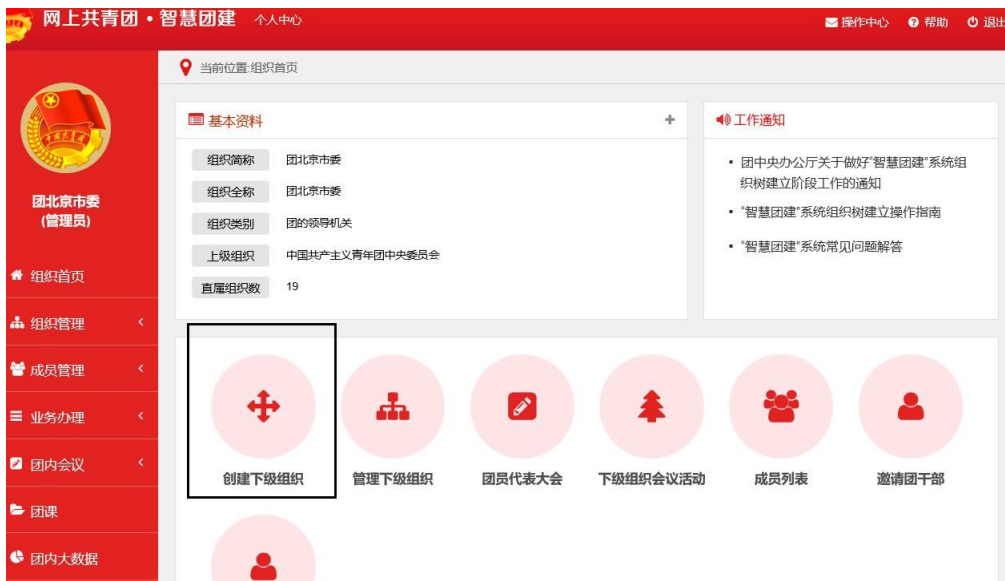 网上共青团•智慧团建 个人中心
操作中心 帮助 退出
当前位置:组织首页
团北京市委
(管理员)
组织首页
组织管理
成员管理
业务办理
团内会议
团课
团内大数据
基本资料
组织简称 团北京市委
组织全称 团北京市委
组织类别 团的领导机关
上级组织 中国共产主义青年团中央委员会
直属组织数 19
工作通知
团中央办公厅关于做好"智慧团建"系统组
织树建立阶段工作的通知
"智慧团建"系统组织树建立操作指南
"智慧团建"系统常见问题解答
创建下级组织 管理下级组织 团员代表大会 下级组织会议活动 成员列表 邀请团干部